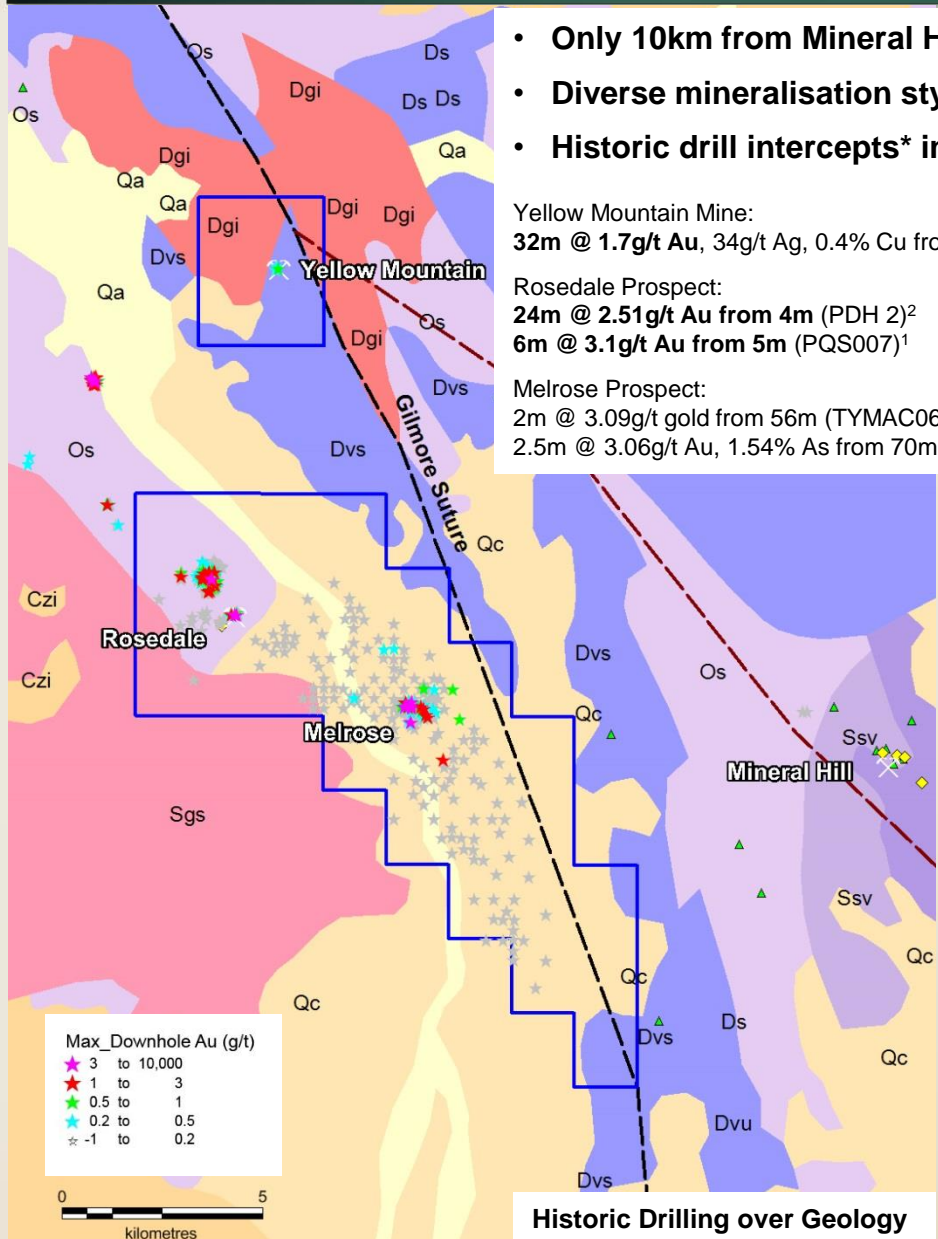 • Only 10km from Mineral H
• Diverse mineralisation sty
• Historic drill intercepts* in
Yellow Mountain Mine:
32m @ 1.7g/t Au, 34g/t Ag, 0.4% Cu fro
Rosedale Prospect:
24m @ 2.51g/t Au from 4m (PDH 2)²
6m @ 3.1g/t Au from 5m (PQS007)¹
Melrose Prospect:
2m @ 3.09g/t gold from 56m (TYMAC06
2.5m @ 3.06g/t Au, 1.54% As from 70m
Os
Ds
Dgi
Ds Ds
Os
Qa
Dgi
Qa
Qa
Dgi
Dgi
Dgi
Dvs
Yellow Mountain
Qa
Os
Dgi
Dvs
Gilmore Suture
Dvs
Os
Qc
Czi
Rosedale
Dvs
Os
Czi
Qc
Melrose
Ssv
Mineral Hill
Sgs
Ssv
Qc
Qc
Qc
Ds
Dvs
Qc
Dvu
Dvs
Max_Downhole Au (g/t)
3 to 10,000
1 to 3
0.5 to 1
0.2 to 0.5
-1 to 0.2
0 5
kilometres
Historic Drilling over Geology